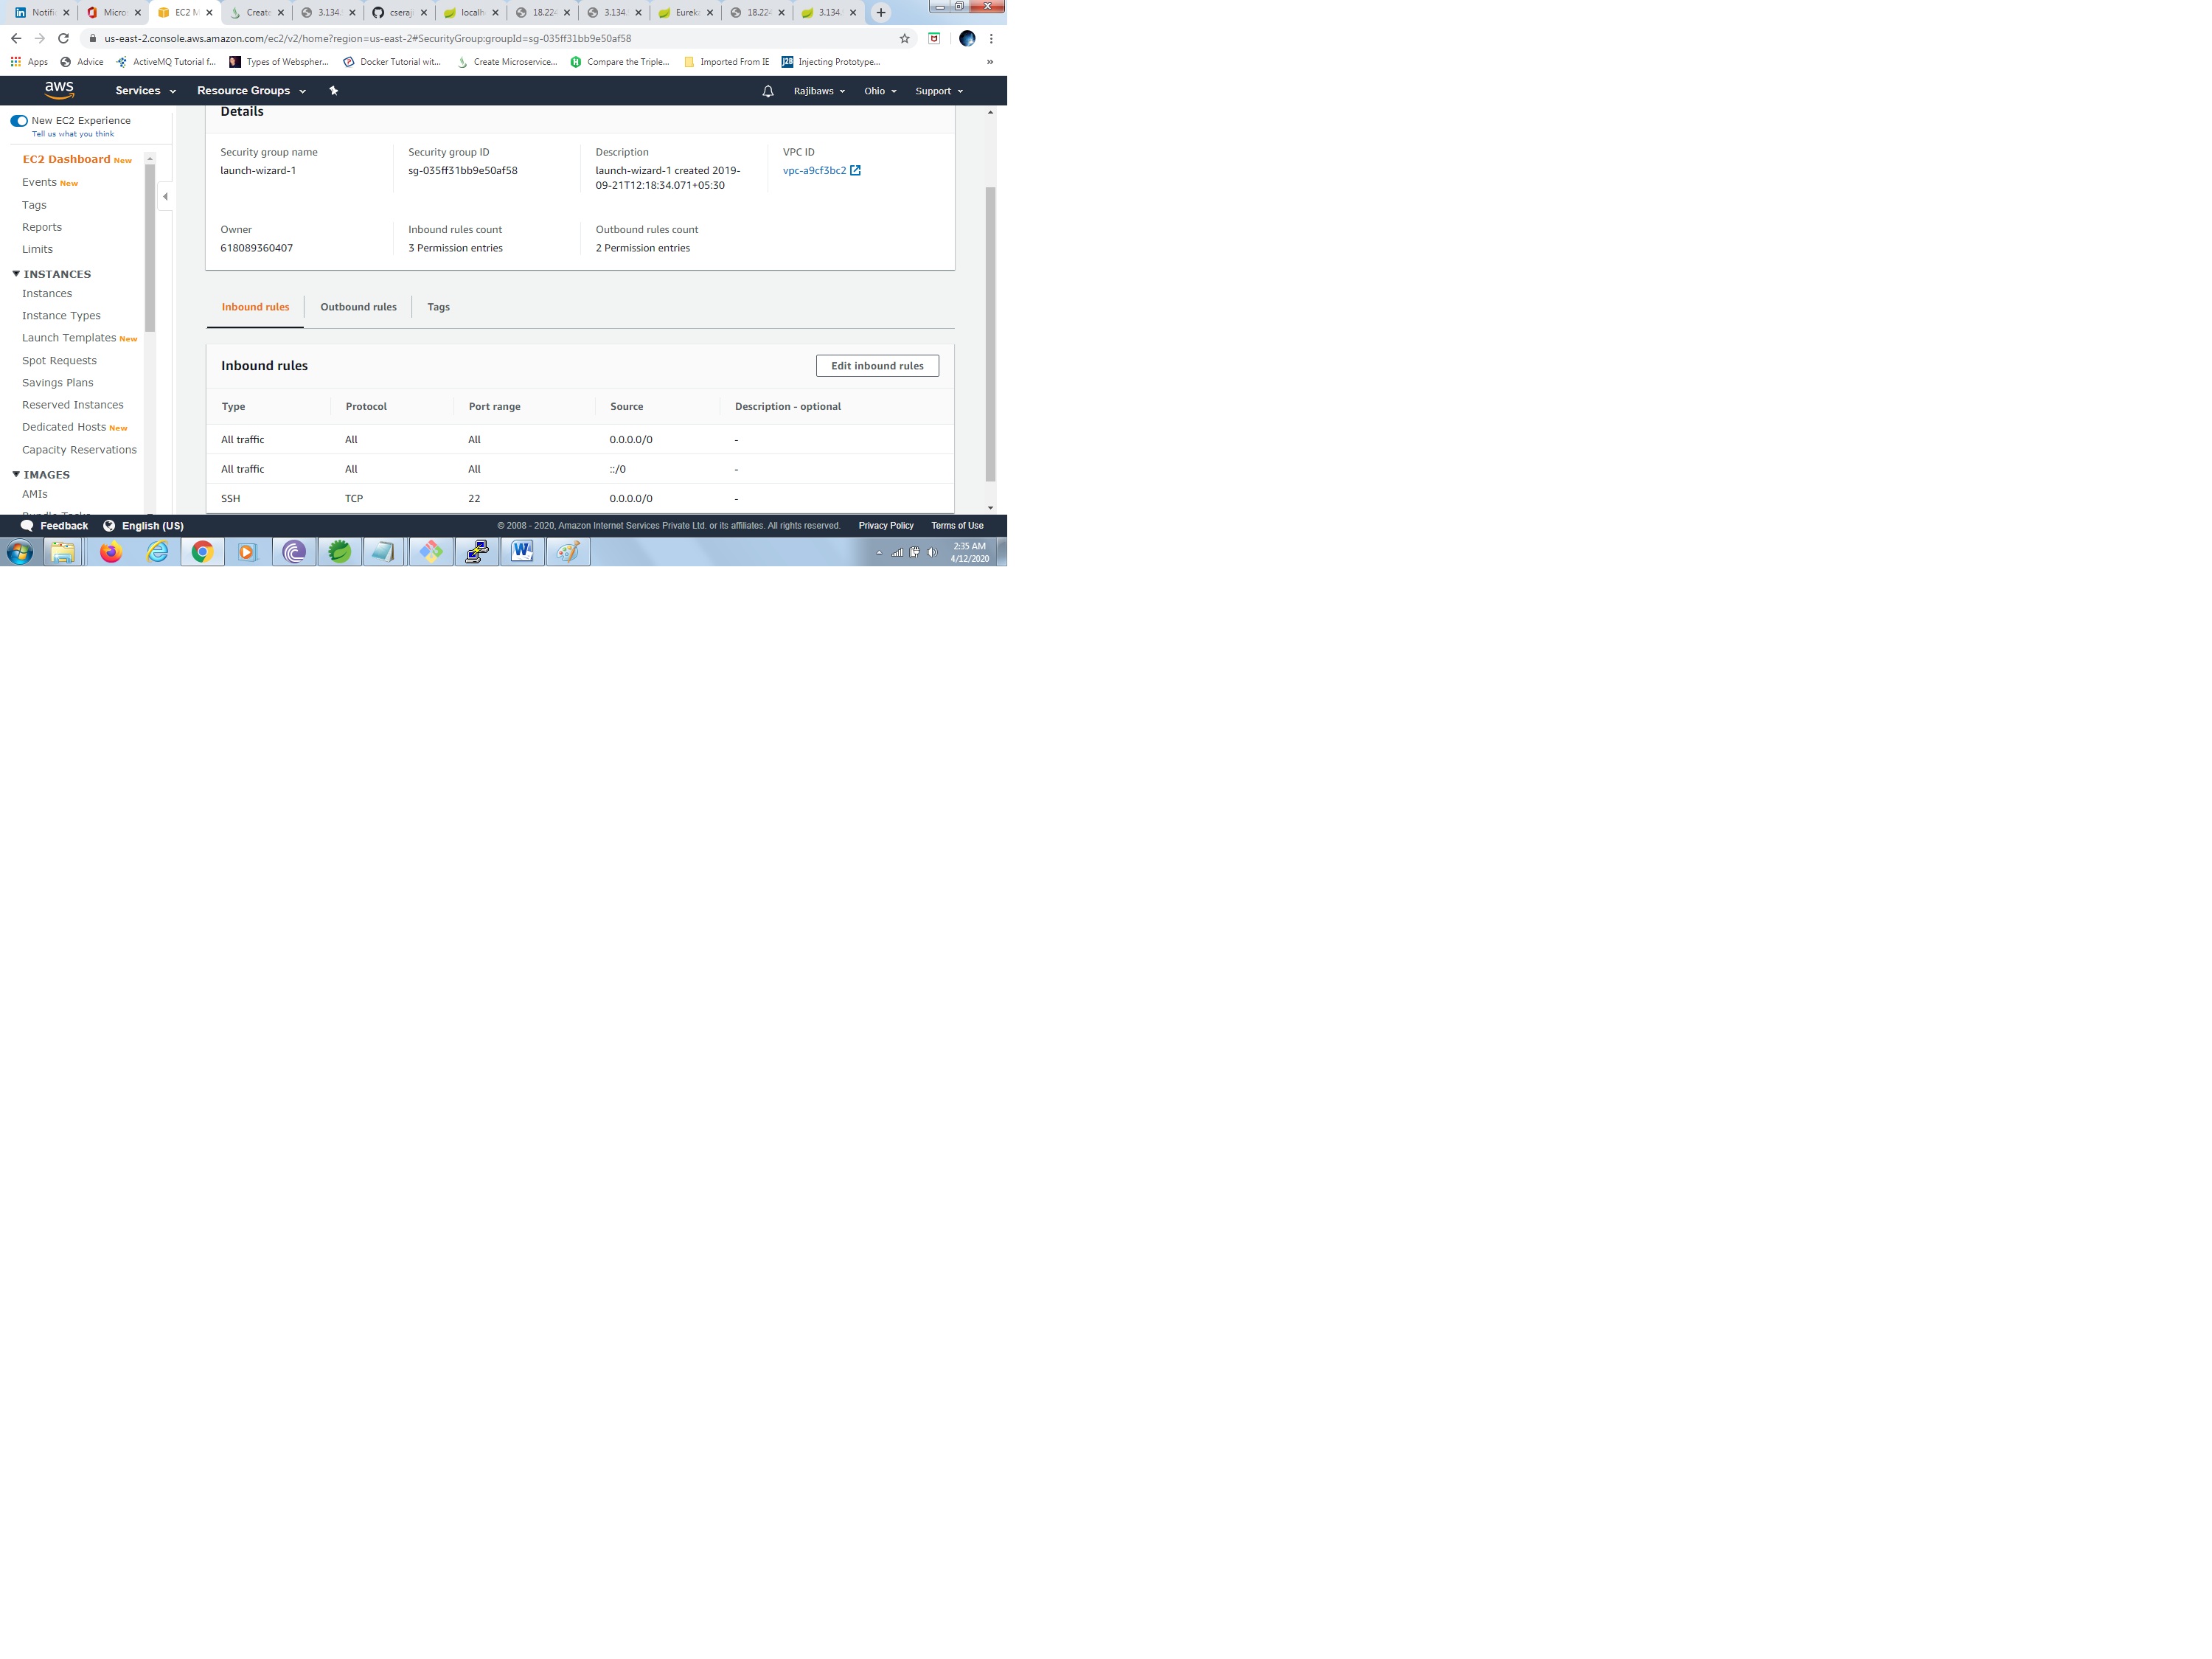 Notifi Micros EC2 M Create 3.134. cseraji localh 18.224 3.134. Eureka 18.224 3.134.
us-east-2.console.aws.amazon.com/ec2/v2/home?region=us-east-2#SecurityGroup:groupId=sg-035ff31bb9e50af58
Apps Advice ActiveMQ Tutorial f... Types of Webspher... Docker Tutorial wit... Create Microservice... Compare the Triple... Imported From IE Injecting Prototype... »
aws Services Resource Groups Rajibaws Ohio Support
New EC2 Experience
Tell us what you think
EC2 Dashboard New
Events New
Tags
Reports
Limits
INSTANCES
Instances
Instance Types
Launch Templates New
Spot Requests
Savings Plans
Reserved Instances
Dedicated Hosts New
Capacity Reservations
IMAGES
AMIs
Bundle Tasks
Details
Security group name Security group ID Description VPC ID
launch-wizard-1 sg-035ff31bb9e50af58 launch-wizard-1 created 2019- vpc-a9cf3bc2
09-21T12:18:34.071+05:30
Owner Inbound rules count Outbound rules count
618089360407 3 Permission entries 2 Permission entries
Inbound rules Outbound rules Tags
Inbound rules Edit inbound rules
Type Protocol Port range Source Description - optional
All traffic All All 0.0.0.0/0 -
All traffic All All ::/0 -
SSH TCP 22 0.0.0.0/0 -
Feedback English (US) © 2008 - 2020, Amazon Internet Services Private Ltd. or its affiliates. All rights reserved. Privacy Policy Terms of Use
2:35 AM
4/12/2020